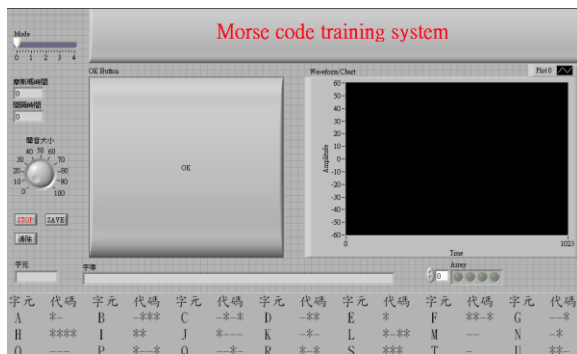 Mode
Morse code training system
0 1 2 3 4
OK Button
Waveform Chart
Plot 0
摩斯碼時間
0
間隔時間
0
聲音大小
0 10 20 30 40 50 60 70 80 90 100
OK
Amplitude
60
50
40
30
20
10
0
-10
-20
-30
-40
-50
-60
0
1023
Time
STOP
SAVE
清除
字元
字串
Array
0
字元 代碼 字元 代碼 字元 代碼 字元 代碼 字元 代碼 字元 代碼 字元 代碼
A *- B -*** C -*-* D -** E * F **-* G --*
H **** I ** J *--- K -*- L *-** M -- N -*
O --- P *--* Q --*- R *-* S *** T - U **-